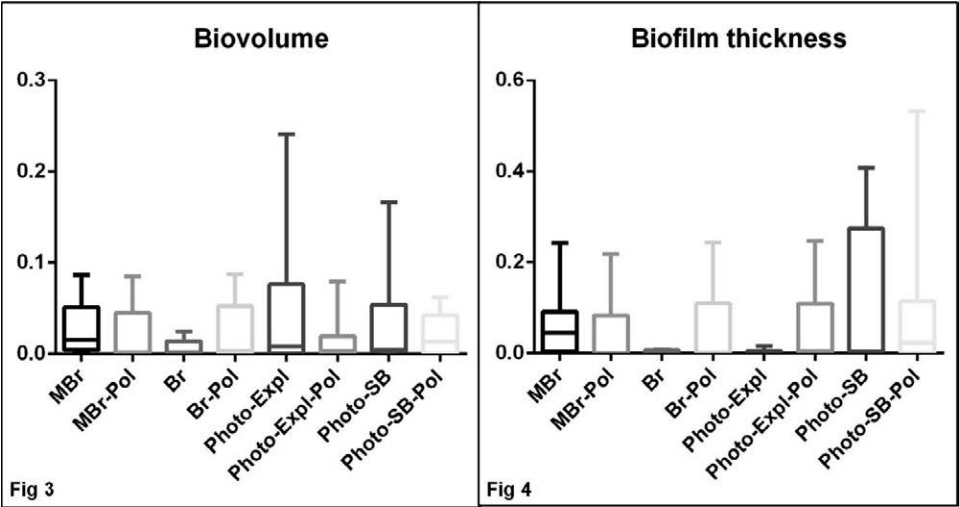 Biovolume
0.3
0.2
0.1
0.0
MBr
MBr-Pol
Br
Br-Pol
Photo-Expl
Photo-Expl-Pol
Photo-SB
Photo-SB-Pol
Fig 3
Biofilm thickness
0.6
0.4
0.2
0.0
MBr
MBr-Pol
Br
Br-Pol
Photo-Expl
Photo-Expl-Pol
Photo-SB
Photo-SB-Pol
Fig 4